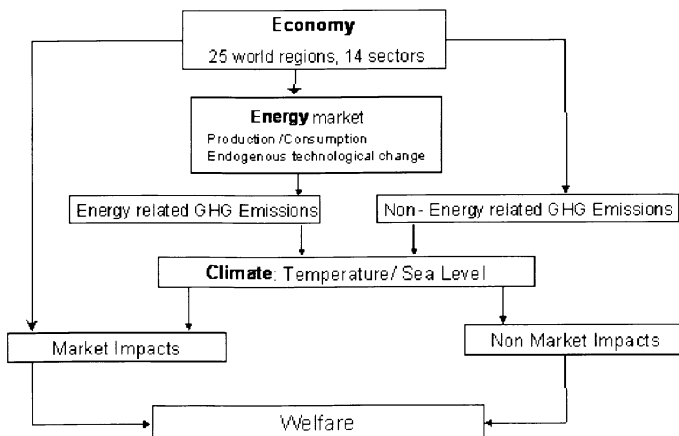 Economy
25 world regions, 14 sectors
Energy market
Production/Consumption
Endogenous technological change
Energy related GHG Emissions
Non- Energy related GHG Emissions
Climate: Temperature/ Sea Level
Market Impacts
Non Market Impacts
Welfare